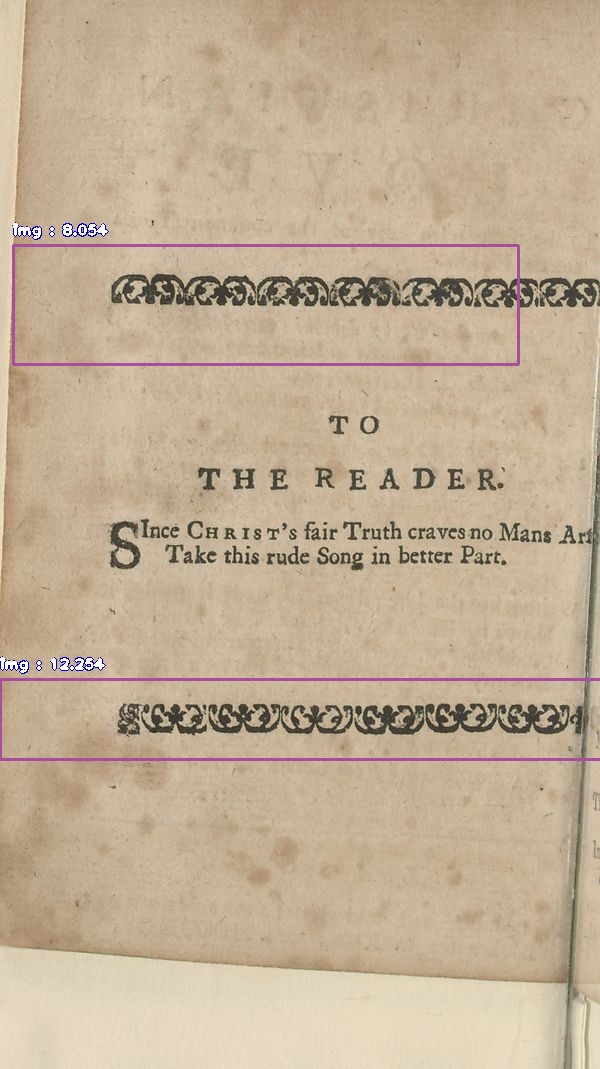 img : 8.054
TO
THE READER.
SInce CHRIST's fair Truth craves no Mans Art,
Take this rude Song in better Part.
img : 12.254